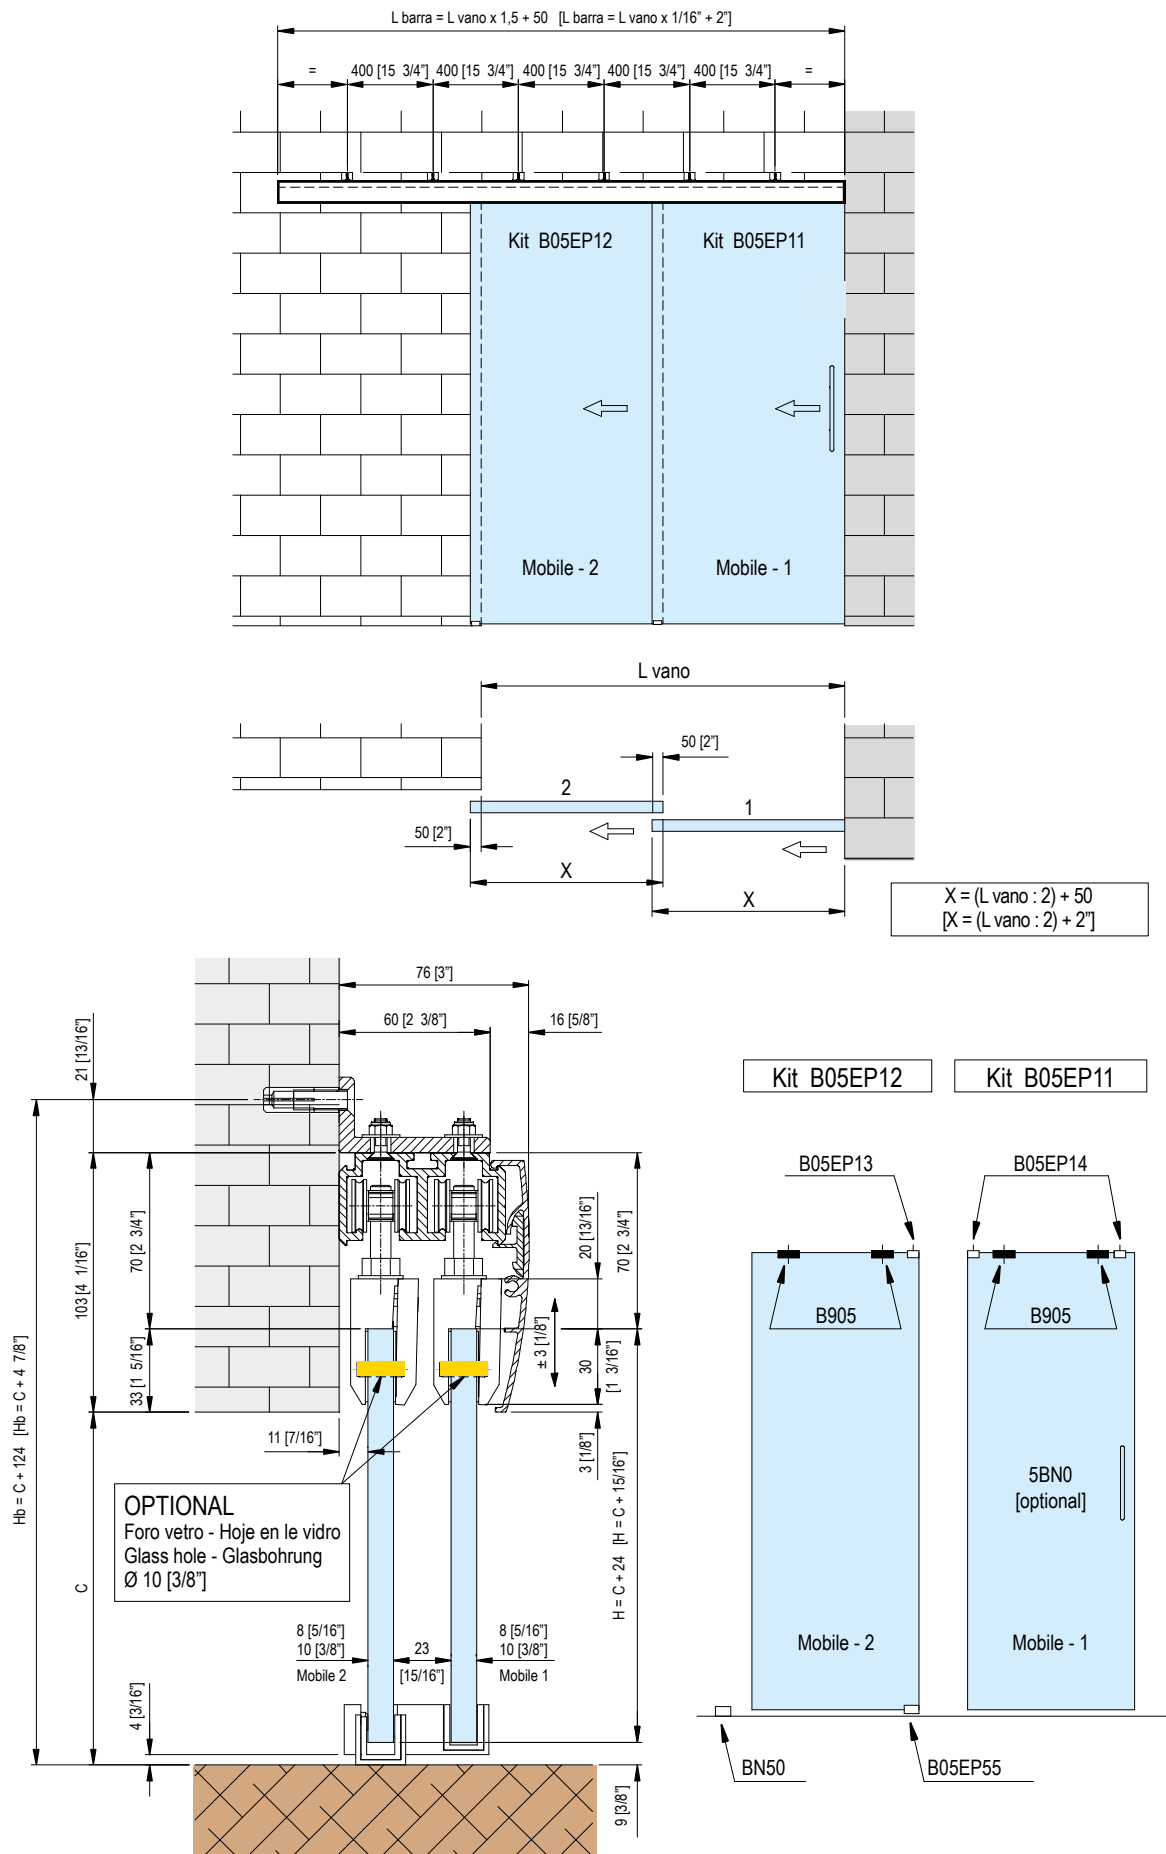 L barra = L vano x 1,5 + 50 [L barra = L vano x 1/16" + 2"]
= 400 [15 3/4"] 400 [15 3/4"] 400 [15 3/4"] 400 [15 3/4"] 400 [15 3/4"] =
Kit B05EP12
Kit B05EP11
Mobile - 2
Mobile - 1
L vano
50 [2"]
2
1
50 [2"]
X
X
X = (L vano : 2) + 50
[X = (L vano : 2) + 2"]
76 [3"]
60 [2 3/8"]
16 [5/8"]
21 [13/16"]
103 [4 1/16"]
70 [2 3/4"]
33 [1 5/16"]
20 [13/16"]
70 [2 3/4"]
± 3 [1/8"]
30
[1 3/16"]
3 [1/8"]
11 [7/16"]
Hb = C + 124 [Hb = C + 4 7/8"]
C
H = C + 24 [H = C + 15/16"]
OPTIONAL
Foro vetro - Hoje en le vidro
Glass hole - Glasbohrung
Ø 10 [3/8"]
8 [5/16"]
10 [3/8"]
Mobile 2
23
[15/16"]
8 [5/16"]
10 [3/8"]
Mobile 1
4 [3/16"]
9 [3/8"]
Kit B05EP12
Kit B05EP11
B05EP13
B05EP14
B905
B905
5BN0
[optional]
Mobile - 2
Mobile - 1
BN50
B05EP55